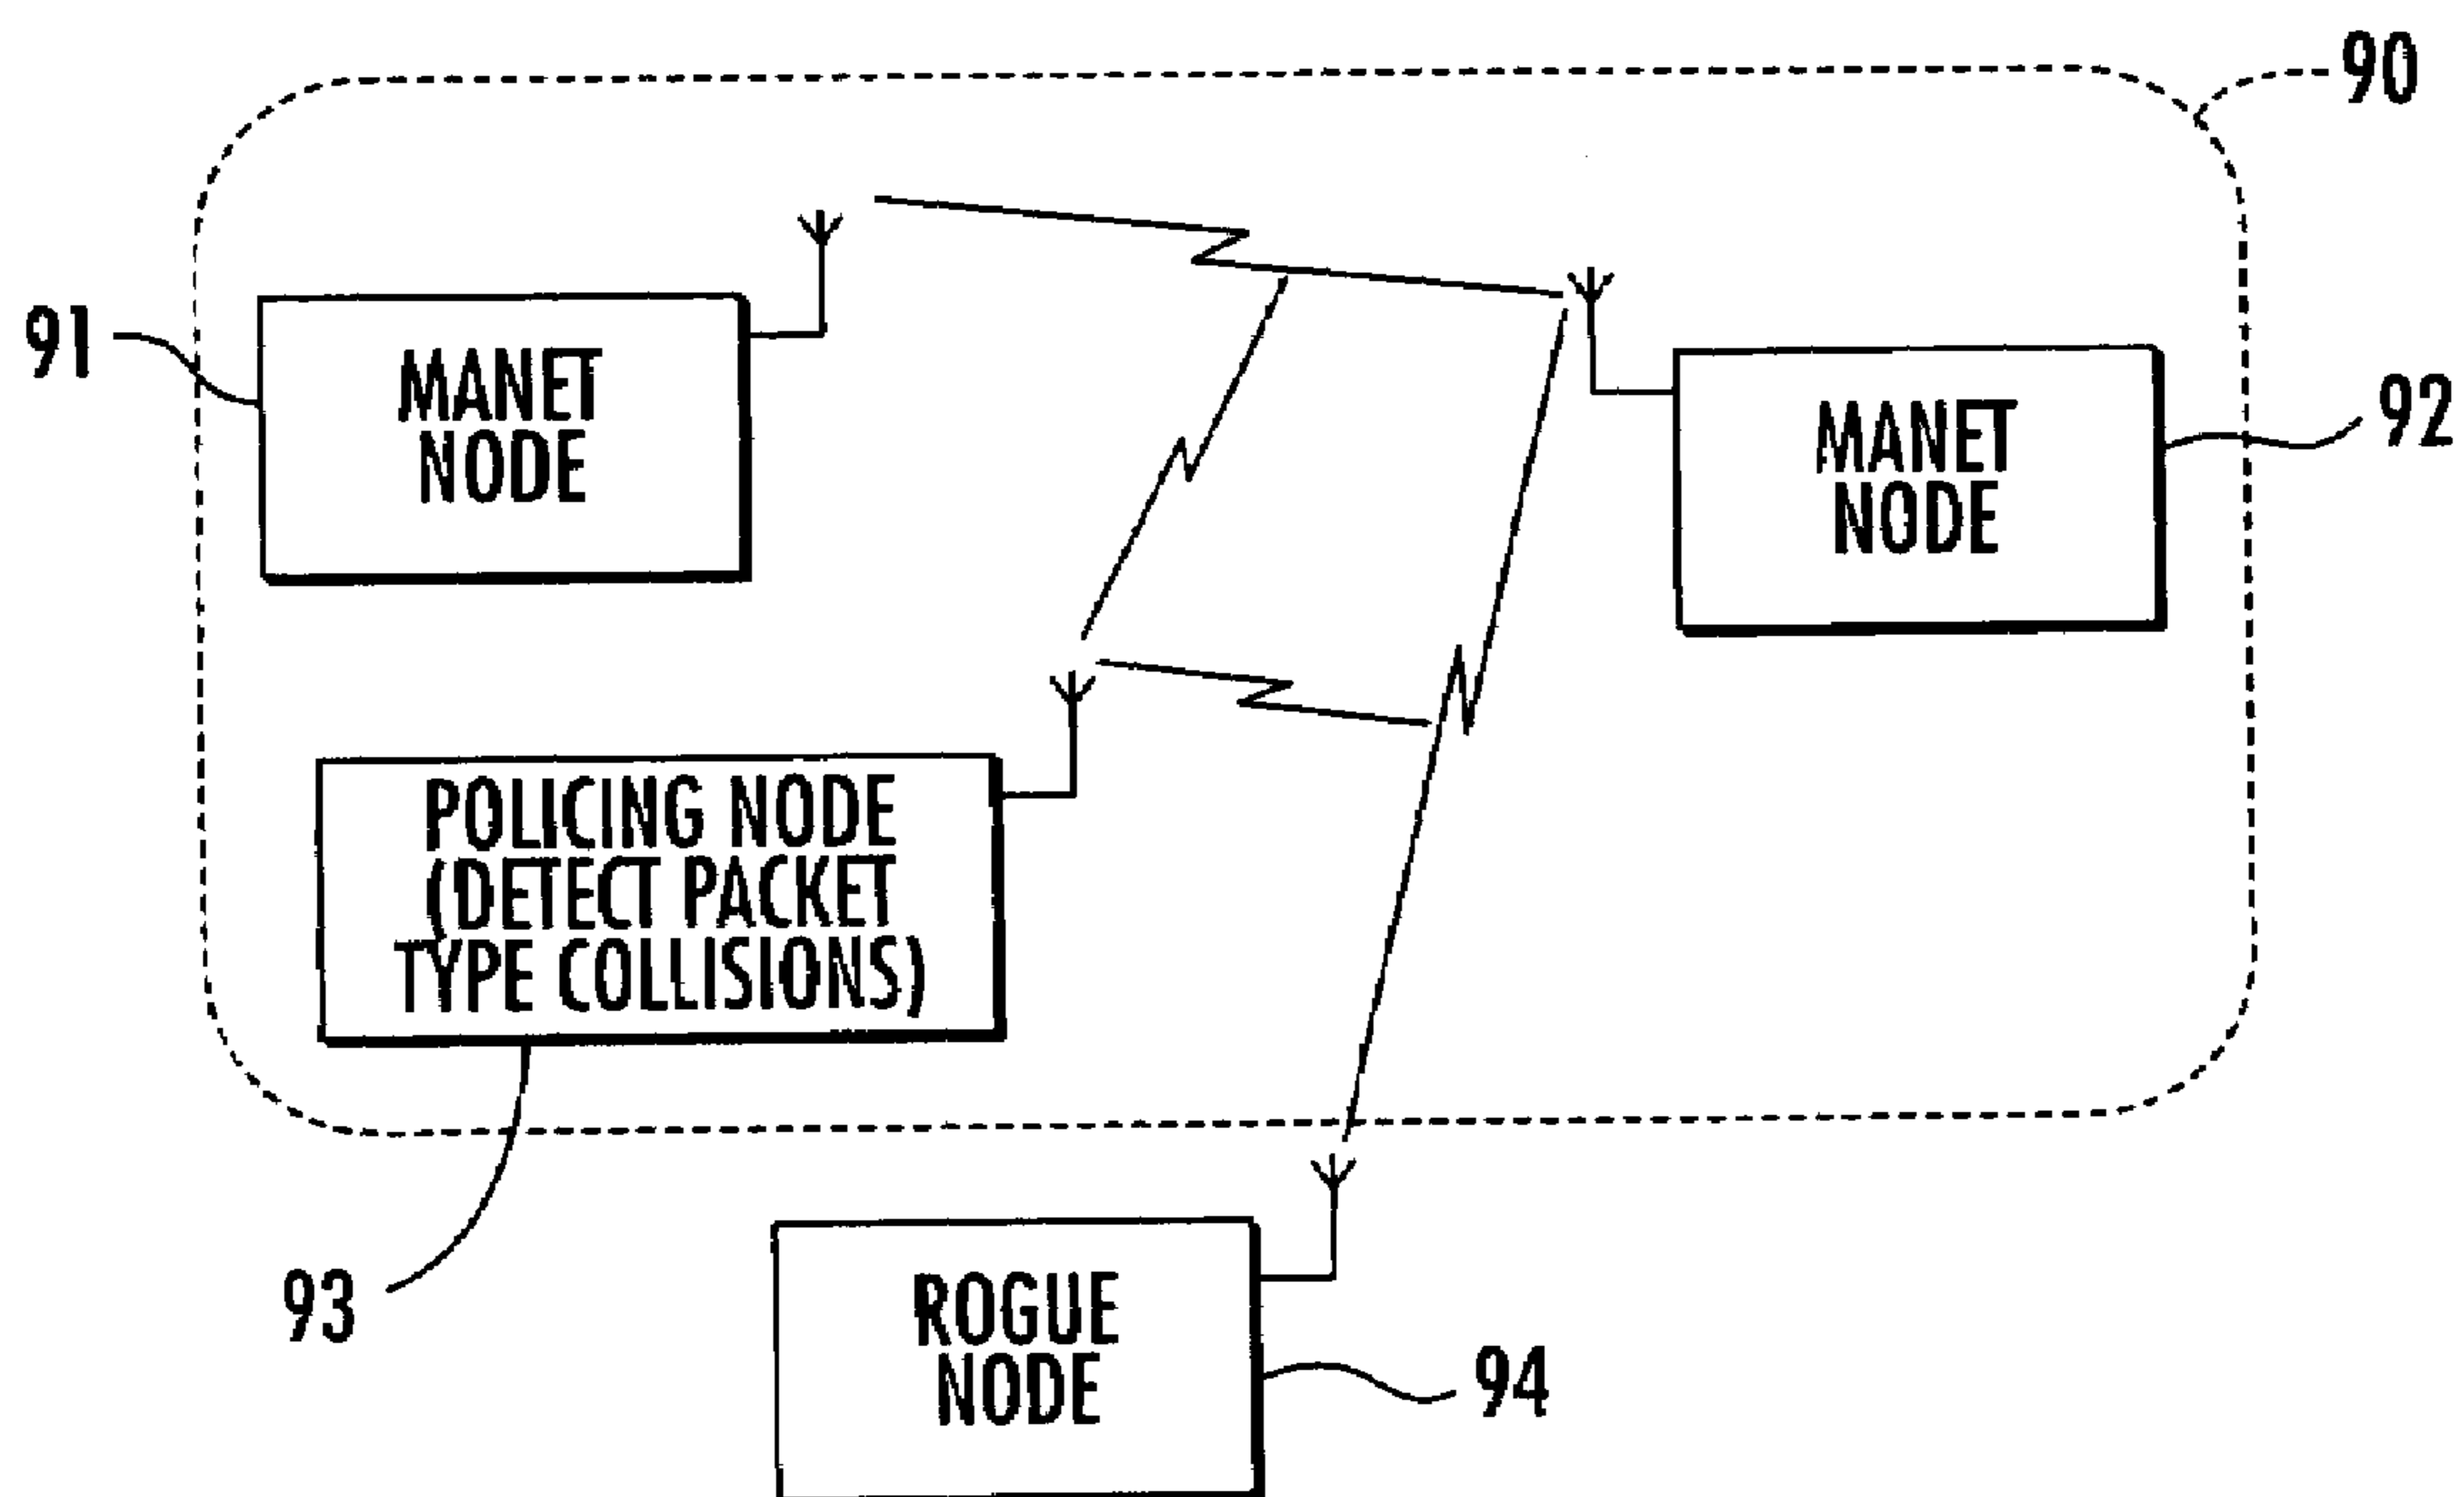 90
91
MANET
NODE
92
MANET
NODE
POLICING NODE
(DETECT PACKET
TYPE COLLISIONS)
93
ROGUE
NODE
94